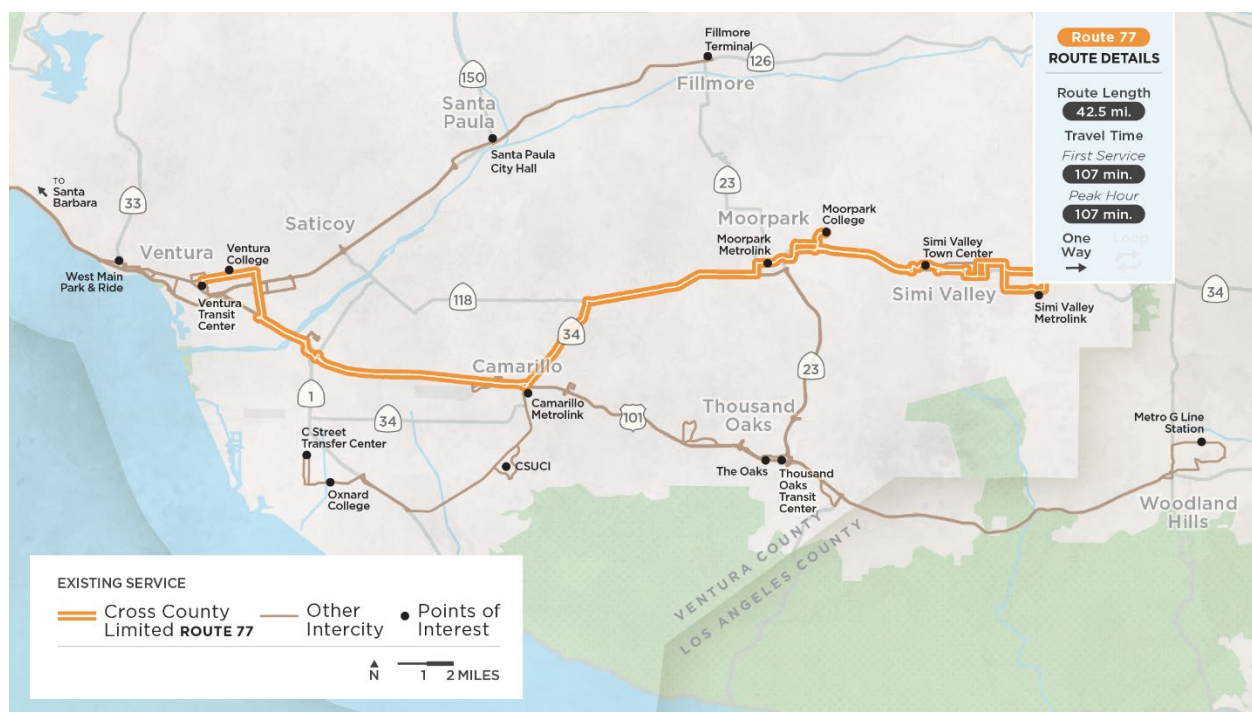 Route 77
ROUTE DETAILS
Route Length
42.5 mi.
Travel Time
First Service
107 min.
Peak Hour
107 min.
One
Way
Loop
Fillmore
Terminal
126
Fillmore
150
Santa
Paula
Santa Paula
City Hall
TO
Santa
Barbara
33
23
Saticoy
Ventura
Ventura
College
West Main
Park & Ride
Ventura
Transit
Center
Moorpark
Moorpark
College
Moorpark
Metrolink
Simi Valley
Town Center
Simi Valley
Simi Valley
Metrolink
34
118
34
Camarillo
Camarillo
Metrolink
1
34
101
23
Thousand
Oaks
C Street
Transfer Center
Oxnard
College
CSUCI
The Oaks
Thousand
Oaks
Transit
Center
Metro G Line
Station
Woodland
Hills
VENTURA COUNTY
LOS ANGELES COUNTY
EXISTING SERVICE
Cross County
Limited ROUTE 77
Other
Intercity
Points of
Interest
N
1 2 MILES